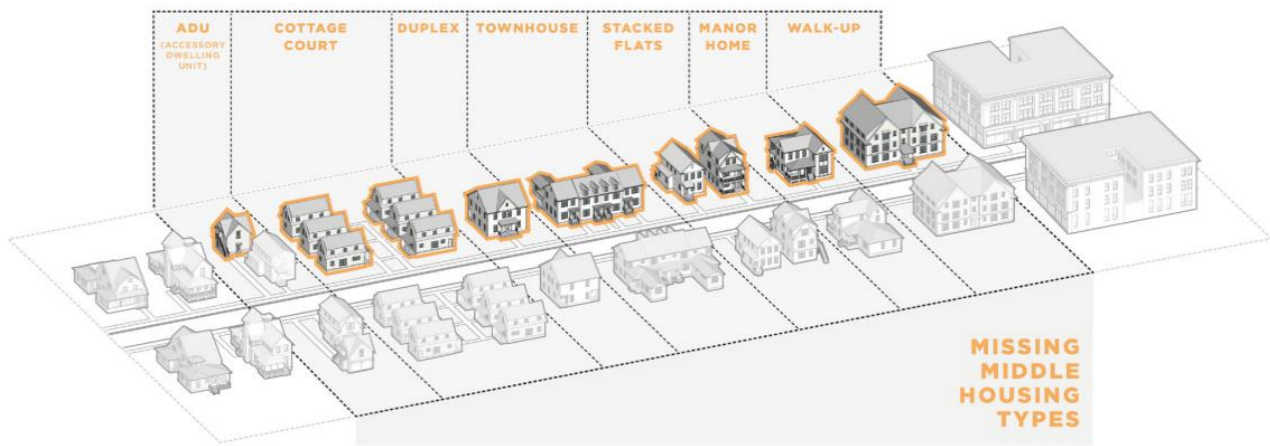 ADU
(ACCESSORY
DWELLING
UNIT)
COTTAGE
COURT
DUPLEX
TOWNHOUSE
STACKED
FLATS
MANOR
HOME
WALK-UP
MISSING
MIDDLE
HOUSING
TYPES